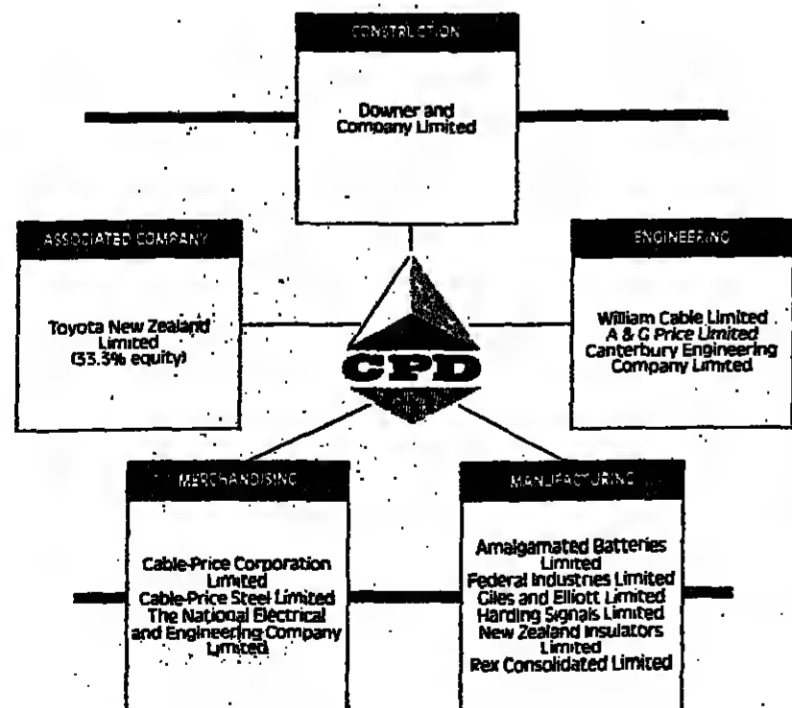 CONSTRUCTION
Downer and
Company Limited
ASSOCIATED COMPANY
Toyota New Zealand
Limited
(33.3% equity)
ENGINEERING
William Cable Limited
A & G Price Limited
Canterbury Engineering
Company Limited
CPD
MERCHANDISING
Cable-Price Corporation
Limited
Cable-Price Steel Limited
The National Electrical
and Engineering Company
Limited
MANUFACTURING
Amalgamated Batteries
Limited
Federal Industries Limited
Giles and Elliott Limited
Harding Signals Limited
New Zealand Insulators
Limited
Rex Consolidated Limited